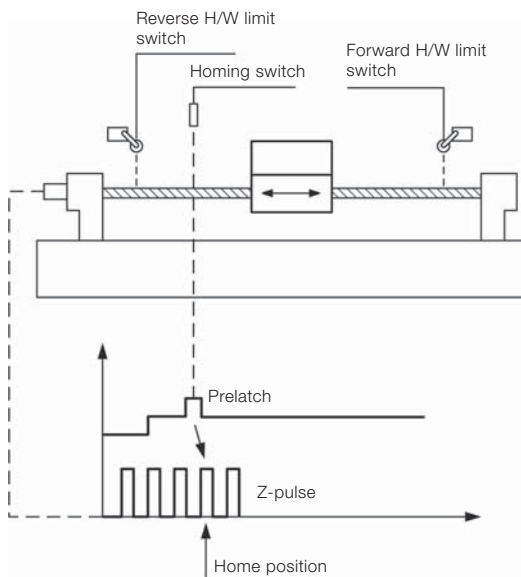 Reverse H/W limit
switch
Homing switch
Forward H/W limit
switch
Prelatch
Z-pulse
Home position